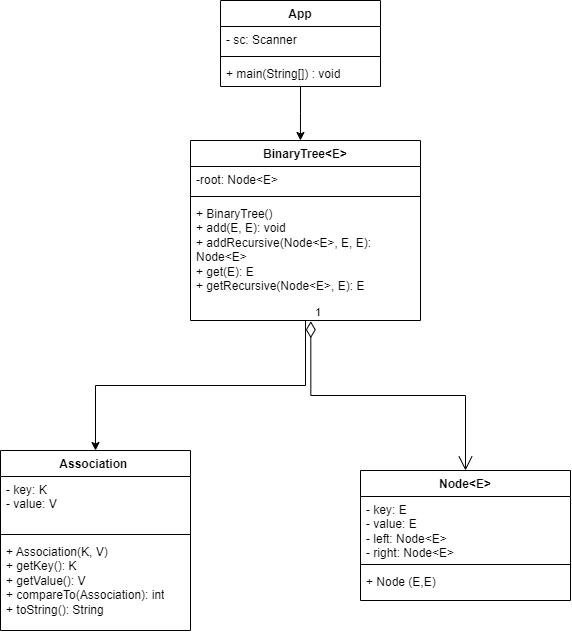 App
- sc: Scanner
+ main(String[]) : void
BinaryTree<E>
-root: Node<E>
+ BinaryTree()
+ add(E, E): void
+ addRecursive(Node<E>, E, E):
Node<E>
+ get(E): E
+ getRecursive(Node<E>, E): E
1
Association
- key: K
- value: V
+ Association(K, V)
+ getKey(): K
+ getValue(): V
+ compareTo(Association): int
+ toString(): String
Node<E>
- key: E
- value: E
- left: Node<E>
- right: Node<E>
+ Node (E,E)